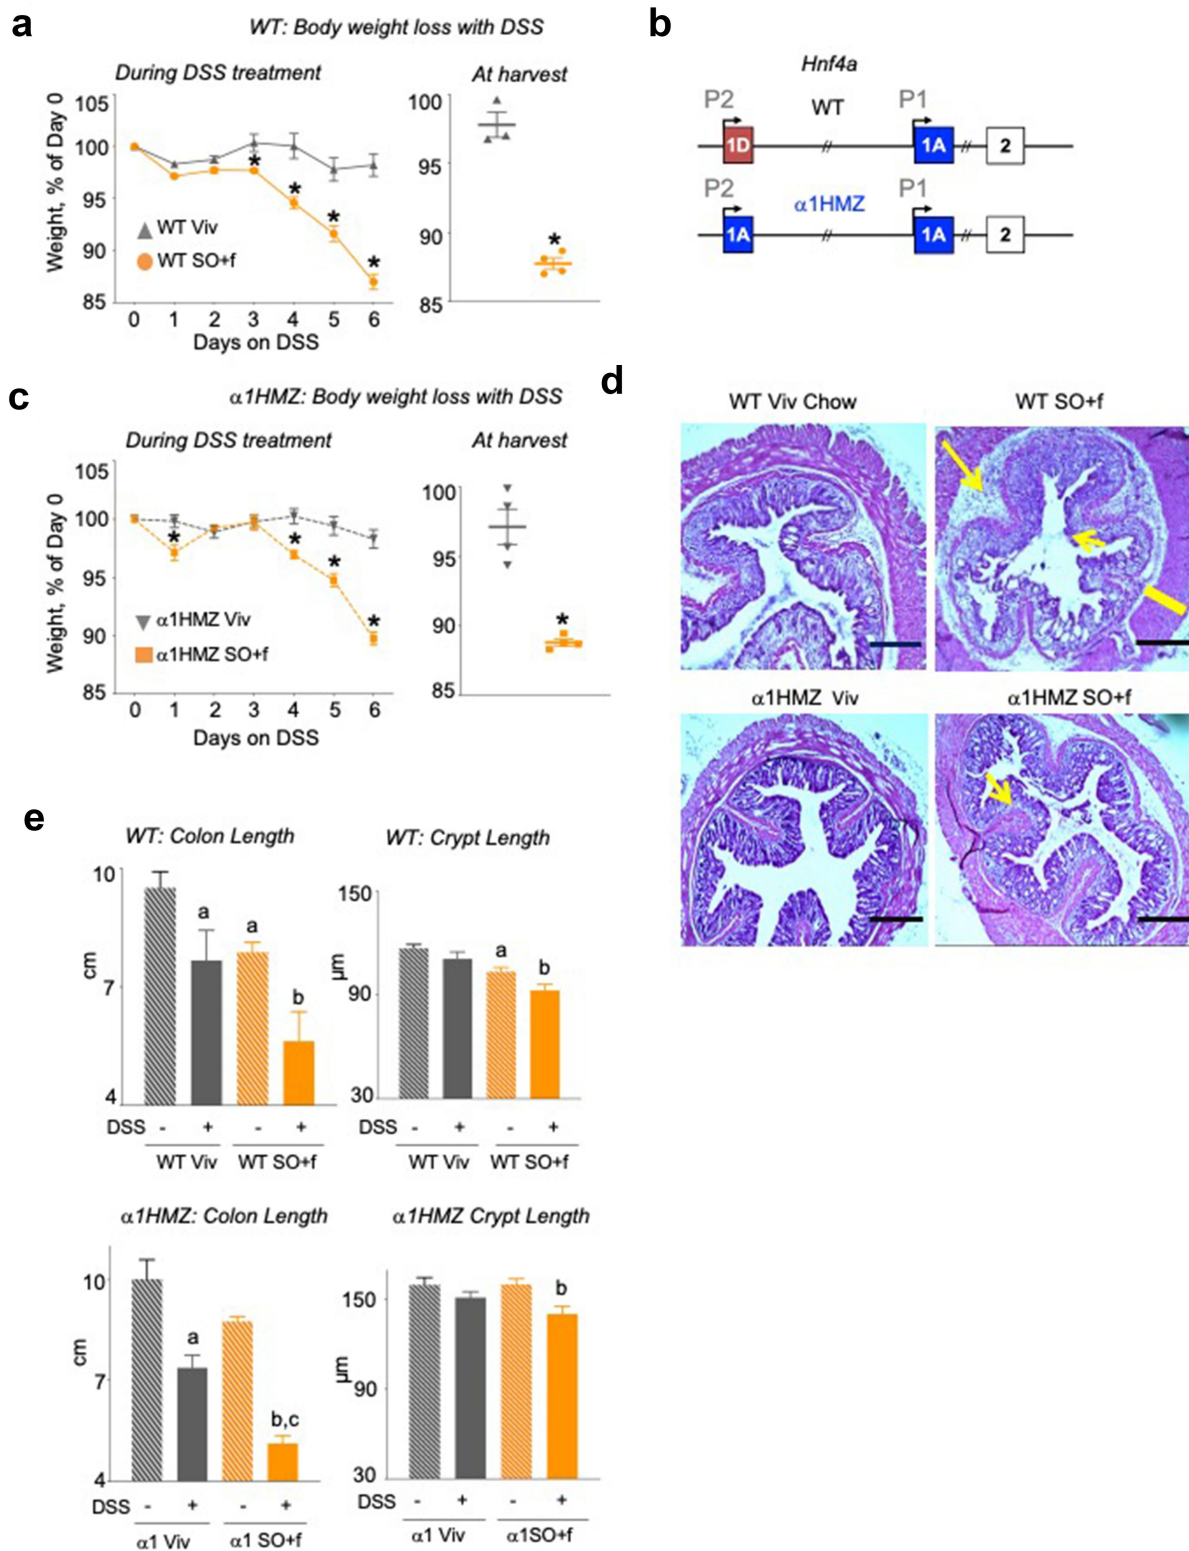 a
WT: Body weight loss with DSS
During DSS treatment
At harvest
Weight, % of Day 0
105
100
95
90
85
WT Viv
WT SO+f
* * * *
0 1 2 3 4 5 6
Days on DSS
100
95
90
85
*
b
Hnf4a
P2 WT P1
1D // 1A // 2
P2 α1HMZ P1
1A // 1A // 2
c
α1HMZ: Body weight loss with DSS
During DSS treatment
At harvest
Weight, % of Day 0
105
100
95
90
85
* * * *
α1HMZ Viv
α1HMZ SO+f
0 1 2 3 4 5 6
Days on DSS
100
95
90
85
*
d
WT Viv Chow
WT SO+f
α1HMZ Viv
α1HMZ SO+f
e
WT: Colon Length
cm
10
7
4
a a b
DSS - + - +
WT Viv WT SO+f
WT: Crypt Length
µm
150
90
30
a b
- + - +
WT Viv WT SO+f
α1HMZ: Colon Length
cm
10
7
4
a b,c
DSS - + - +
α1 Viv α1 SO+f
α1HMZ Crypt Length
µm
150
90
30
b
DSS - + - +
α1 Viv α1SO+f